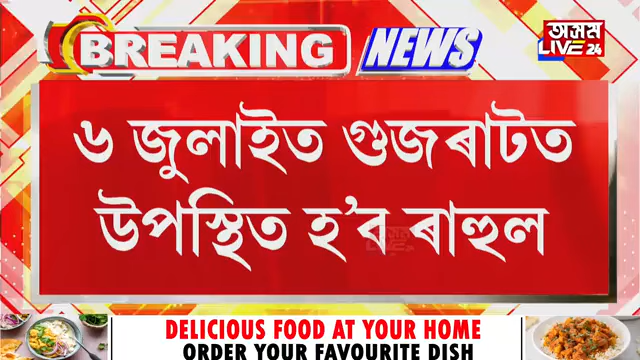 BREAKING NEWS
অসম
LIVE 24
৬ জুলাইত গুজৰাটত
উপস্থিত হ'ব ৰাহুল
DELICIOUS FOOD AT YOUR HOME
ORDER YOUR FAVOURITE DISH